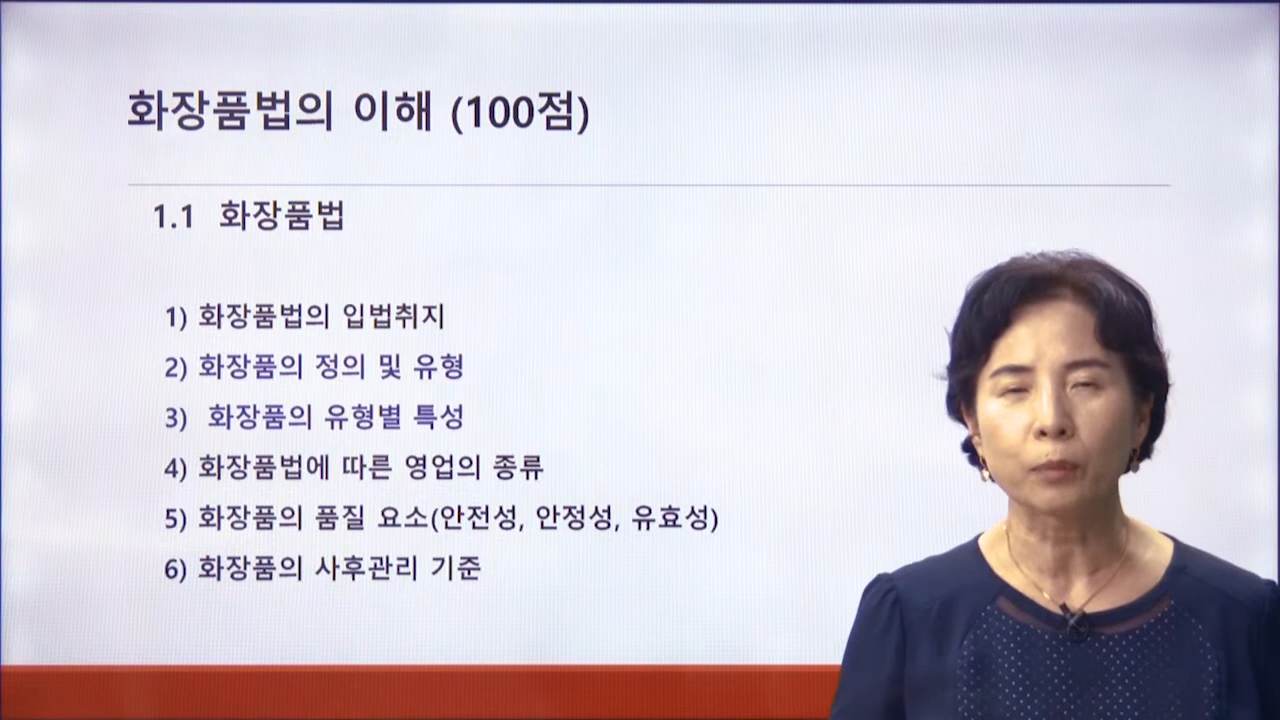 화장품법의 이해 (100점)
1.1 화장품법
1) 화장품법의 입법취지
2) 화장품의 정의 및 유형
3) 화장품의 유형별 특성
4) 화장품법에 따른 영업의 종류
5) 화장품의 품질 요소(안전성, 안정성, 유효성)
6) 화장품의 사후관리 기준